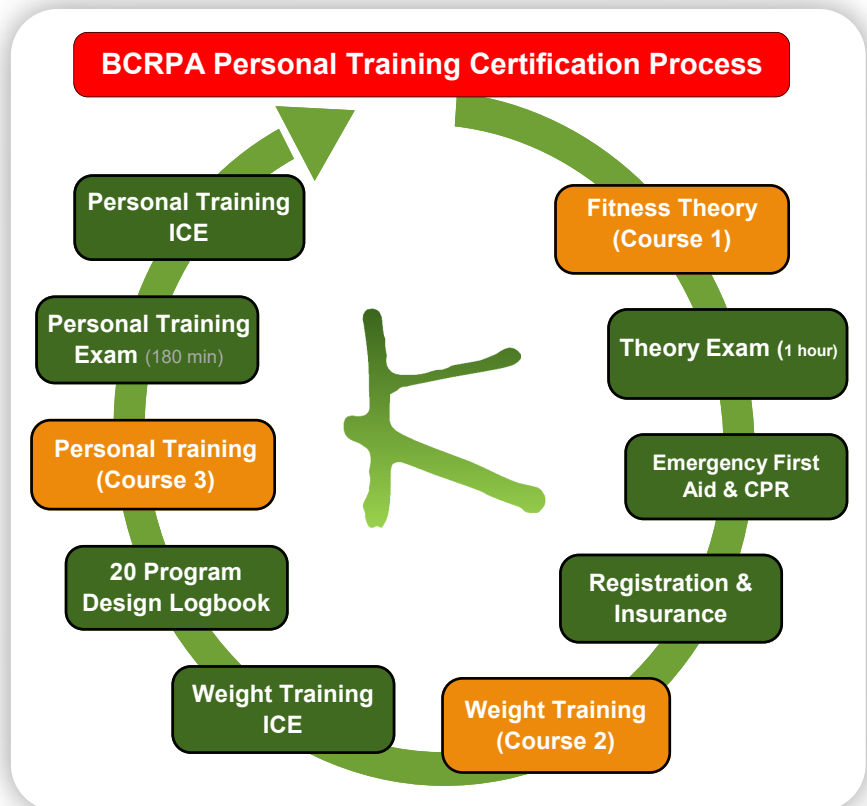 BCRPA Personal Training Certification Process
Fitness Theory
(Course 1)
Theory Exam (1 hour)
Emergency First
Aid & CPR
Registration &
Insurance
Weight Training
(Course 2)
Weight Training
ICE
20 Program
Design Logbook
Personal Training
(Course 3)
Personal Training
Exam (180 min)
Personal Training
ICE